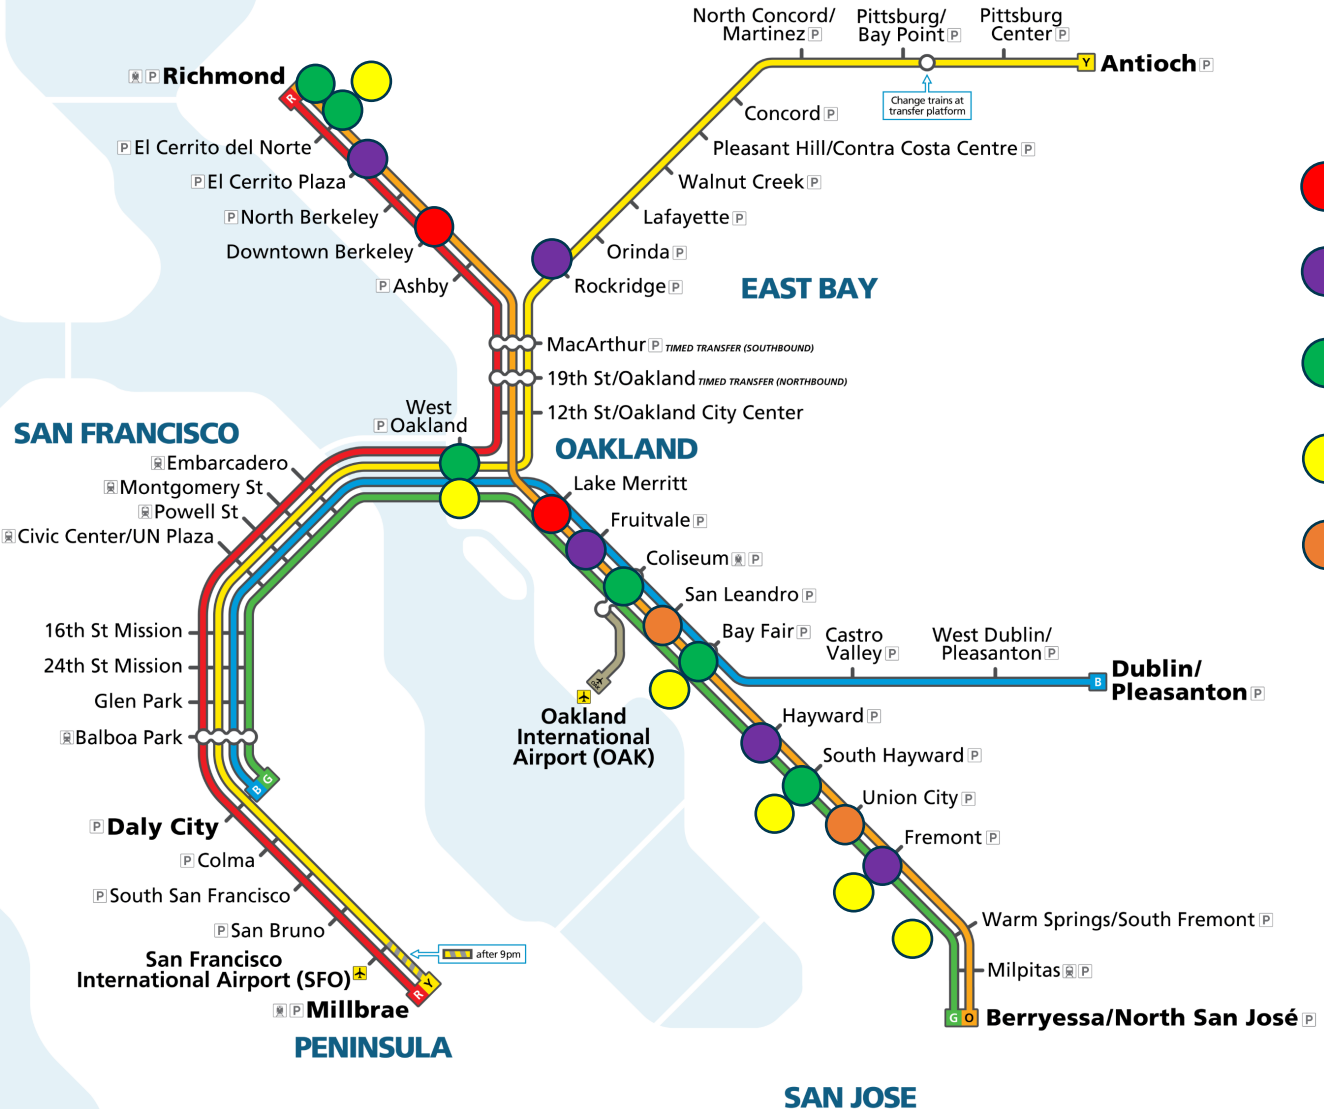 North Concord/
Martinez P
Pittsburg/
Bay Point P
Pittsburg
Center P
Y Antioch P
Change trains at
transfer platform
P Richmond
R
Concord P
P El Cerrito del Norte
Pleasant Hill/Contra Costa Centre P
P El Cerrito Plaza
Walnut Creek P
P North Berkeley
Lafayette P
Downtown Berkeley
Orinda P
P Ashby
Rockridge P
EAST BAY
MacArthur P TIMED TRANSFER (SOUTHBOUND)
19th St/Oakland TIMED TRANSFER (NORTHBOUND)
12th St/Oakland City Center
West
P Oakland
SAN FRANCISCO
OAKLAND
Embarcadero
Montgomery St
Powell St
Civic Center/UN Plaza
Lake Merritt
Fruitvale P
Coliseum P
San Leandro P
Bay Fair P
Castro
Valley P
West Dublin/
Pleasanton P
B Dublin/
Pleasanton P
16th St Mission
24th St Mission
Glen Park
Balboa Park
OAK
Oakland
International
Airport (OAK)
Hayward P
South Hayward P
Union City P
Fremont P
B G
P Daly City
P Colma
P South San Francisco
P San Bruno
San Francisco
International Airport (SFO)
after 9pm
R Y
P Millbrae
PENINSULA
Warm Springs/South Fremont P
Milpitas P
G O Berryessa/North San José P
SAN JOSE